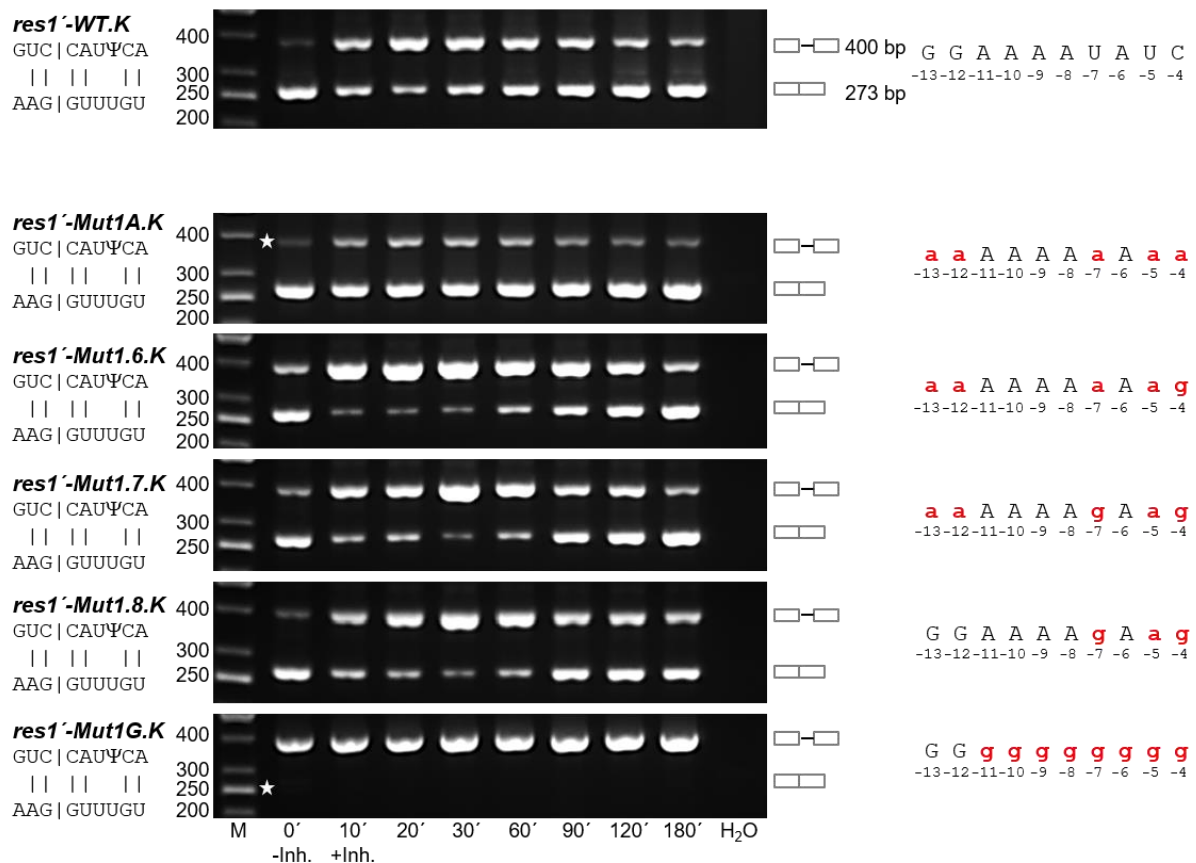 res1´-WT.K
GUC|CAUΨCA
|| || ||
AAG|GUUUGU
400
300
250
200
400 bp
273 bp
G G A A A A U A U C
-13 -12 -11 -10 -9 -8 -7 -6 -5 -4
res1´-Mut1A.K
GUC|CAUΨCA
|| || ||
AAG|GUUUGU
400
300
250
200
a a A A A A a A a a
-13 -12 -11 -10 -9 -8 -7 -6 -5 -4
res1´-Mut1.6.K
GUC|CAUΨCA
|| || ||
AAG|GUUUGU
400
300
250
200
a a A A A A a A a g
-13 -12 -11 -10 -9 -8 -7 -6 -5 -4
res1´-Mut1.7.K
GUC|CAUΨCA
|| || ||
AAG|GUUUGU
400
300
250
a a A A A A g A a g
-13 -12 -11 -10 -9 -8 -7 -6 -5 -4
res1´-Mut1.8.K
GUC|CAUΨCA
|| || ||
AAG|GUUUGU
400
300
250
G G A A A A g A a g
-13 -12 -11 -10 -9 -8 -7 -6 -5 -4
res1´-Mut1G.K
GUC|CAUΨCA
|| || ||
AAG|GUUUGU
400
300
250
200
G G g g g g g g g g
-13 -12 -11 -10 -9 -8 -7 -6 -5 -4
M 0´ 10´ 20´ 30´ 60´ 90´ 120´ 180´ H₂O
-Inh. +Inh.